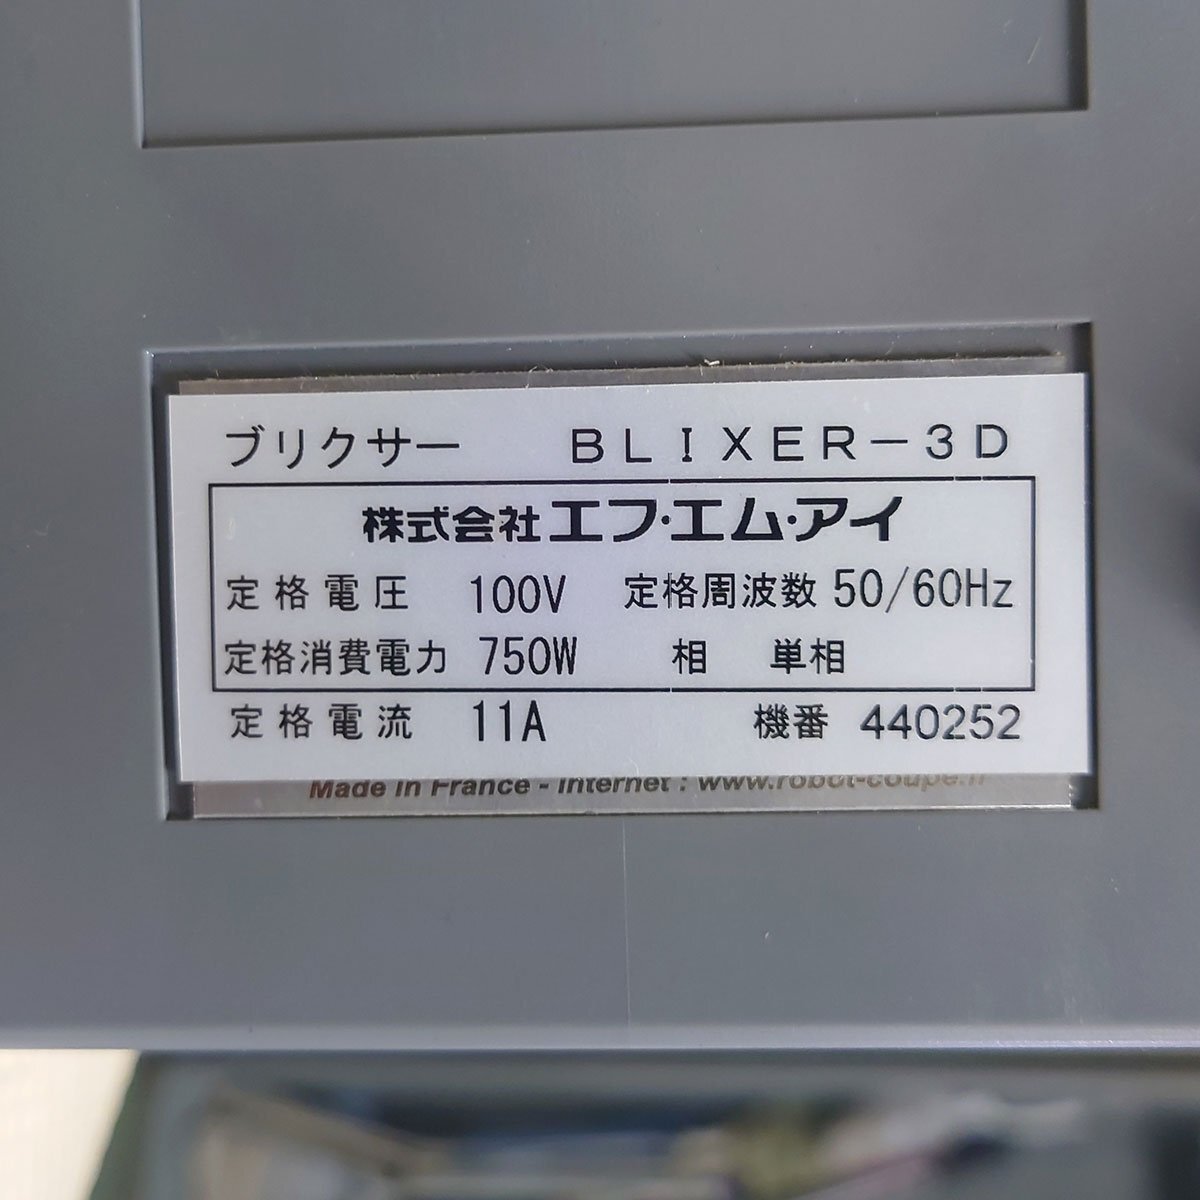 ブリクサー BLIXER-3D
株式会社エフ・エム・アイ
定格電圧 100V 定格周波数 50/60Hz
定格消費電力 750W 相 単相
定格電流 11A 機番 440252
Made in France - Internet : www.robot-coupe.fr